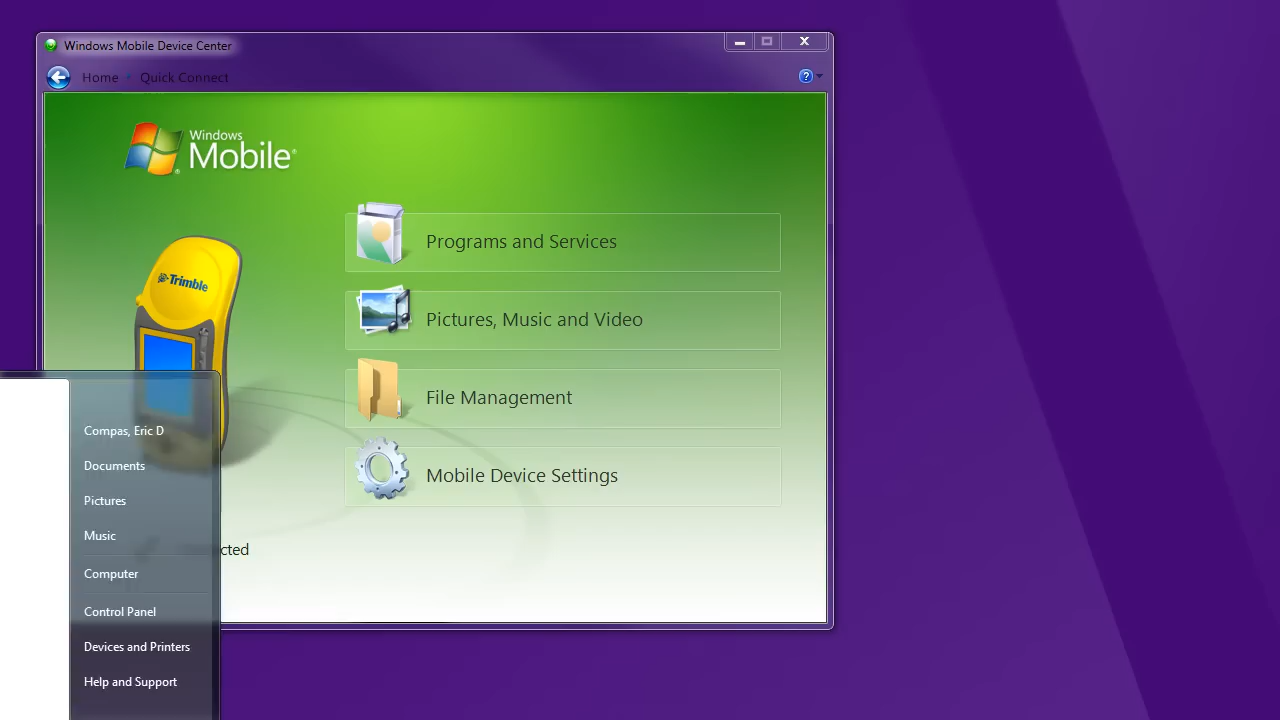 Windows Mobile Device Center
Home Quick Connect
Windows
Mobile
Trimble
Programs and Services
Pictures, Music and Video
File Management
Mobile Device Settings
Compas, Eric D
Documents
Pictures
Music
Computer
Control Panel
Devices and Printers
Help and Support